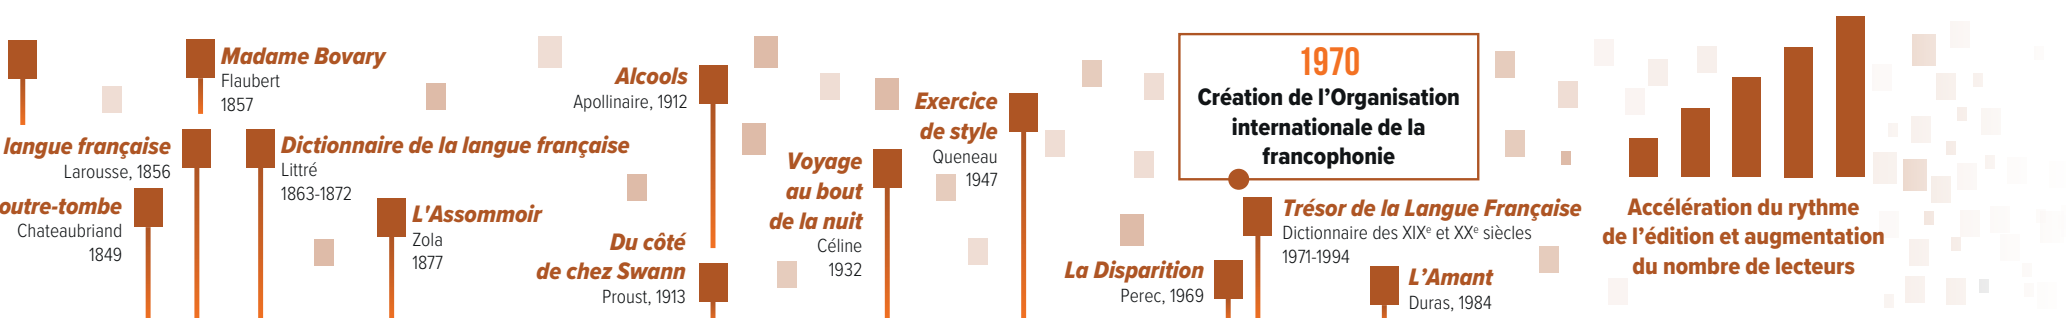 Madame Bovary
Flaubert
1857
langue française
Larousse, 1856
outre-tombe
Chateaubriand
1849
Dictionnaire de la langue française
Littré
1863-1872
L'Assommoir
Zola
1877
Alcools
Apollinaire, 1912
Du côté
de chez Swann
Proust, 1913
Voyage
au bout
de la nuit
Céline
1932
Exercice
de style
Queneau
1947
1970
Création de l’Organisation
internationale de la
francophonie
La Disparition
Perec, 1969
Trésor de la Langue Française
Dictionnaire des XIXe et XXe siècles
1971-1994
L’Amant
Duras, 1984
Accélération du rythme
de l’édition et augmentation
du nombre de lecteurs